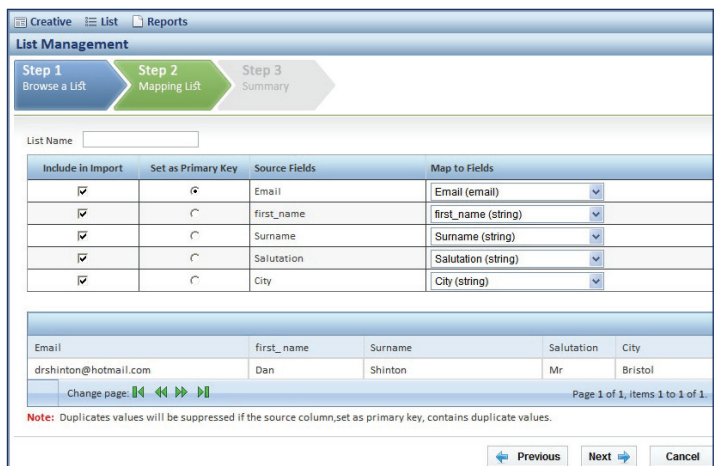 Creative List Reports
List Management
Step 1 Step 2 Step 3
Browse a List Mapping List Summary
List Name
Include in Import Set as Primary Key Source Fields Map to Fields
Email Email (email)
first_name first_name (string)
Surname Surname (string)
Salutation Salutation (string)
City City (string)
Email first_name Surname Salutation City
drshinton@hotmail.com Dan Shinton Mr Bristol
Change page: Page 1 of 1, items 1 to 1 of 1.
Note: Duplicates values will be suppressed if the source column,set as primary key, contains duplicate values.
Previous Next Cancel